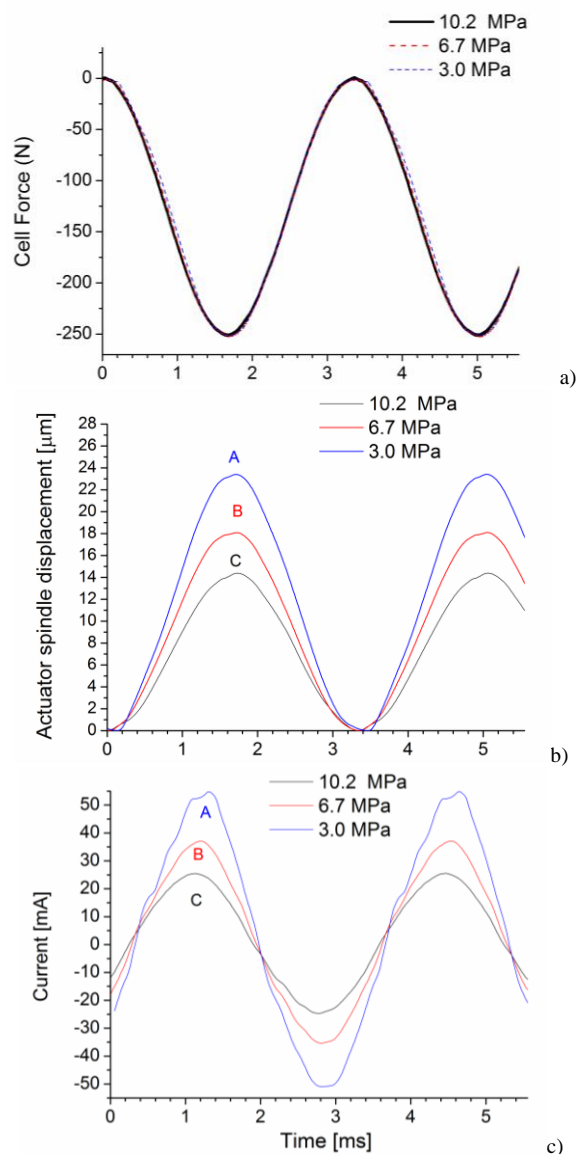 10.2 MPa
6.7 MPa
3.0 MPa
0
-50
-100
-150
-200
-250
Cell Force (N)
0 1 2 3 4 5
a)
10.2 MPa
6.7 MPa
3.0 MPa
28
26
24
22
20
18
16
14
12
10
8
6
4
2
0
Actuator spindle displacement [µm]
A
B
C
0 1 2 3 4 5
b)
10.2 MPa
6.7 MPa
3.0 MPa
50
40
30
20
10
0
-10
-20
-30
-40
-50
Current [mA]
A
B
C
0 1 2 3 4 5
Time [ms]
c)